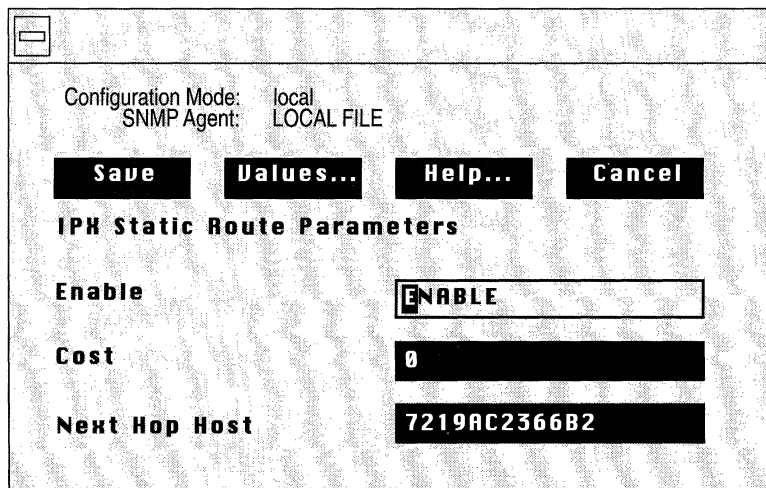 Configuration Mode: local
SNMP Agent: LOCAL FILE
Save Values... Help... Cancel
IPX Static Route Parameters
Enable ENABLE
Cost 0
Next Hop Host 7219AC2366B2